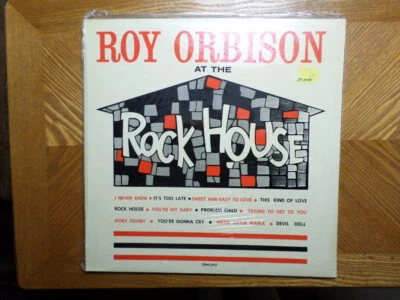 ROY ORBISON
AT THE
ROCK HOUSE
I NEVER KNEW ★ IT'S TOO LATE ★ SWEET AND EASY TO LOVE ★ THIS KIND OF LOVE
ROCK HOUSE ★ YOU'RE MY BABY ★ PROBLEM CHILD ★ TRYING TO GET TO YOU
OOBY DOOBY ★ YOU'RE GONNA CRY ★ MEAN LITTLE MAMA ★ DEVIL DOLL